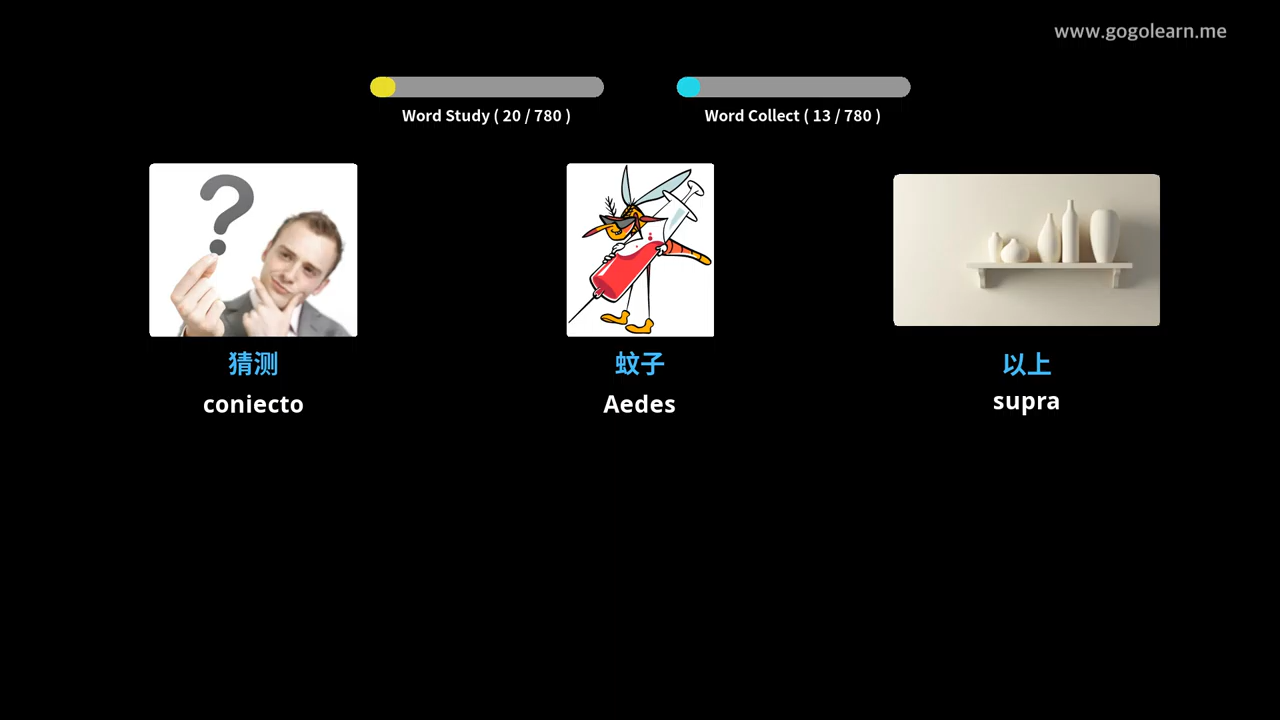 www.gogolearn.me
Word Study ( 20 / 780 )
Word Collect ( 13 / 780 )
猜测
蚊子
以上
coniecto
Aedes
supra